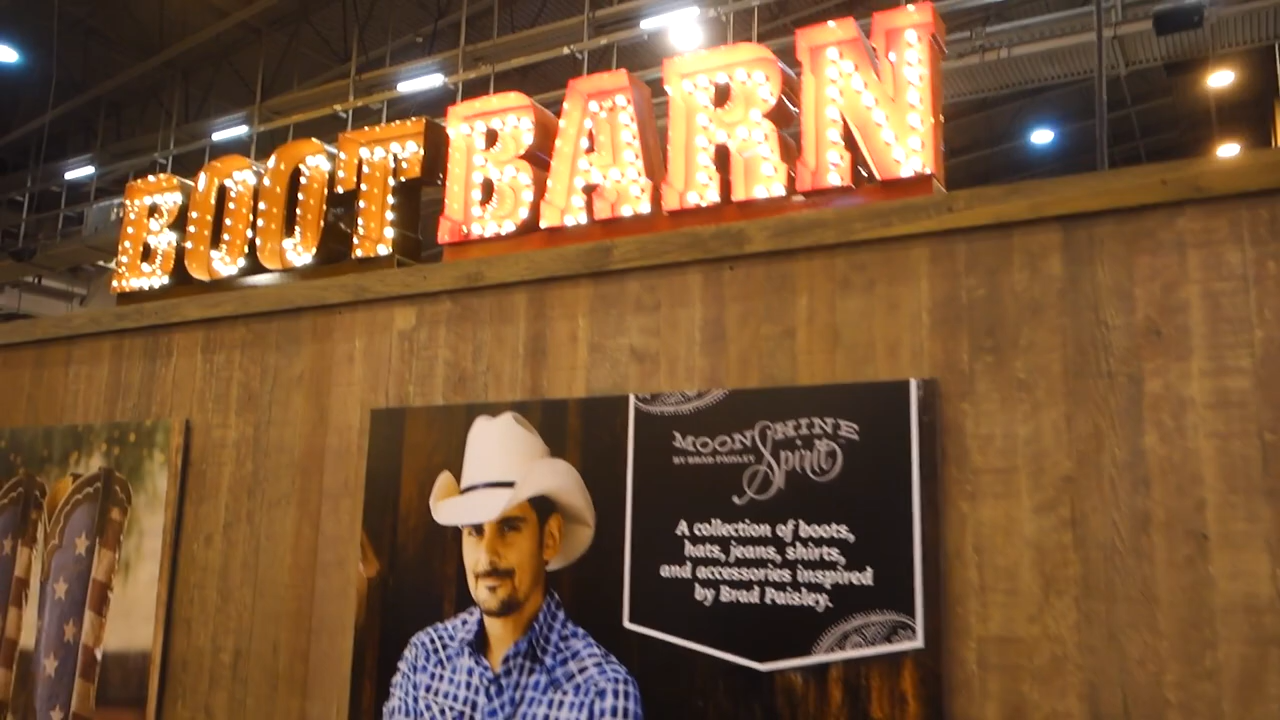 BOOT BARN
MOONSHINE
BY BRAD PAISLEY
Spirit
A collection of boots,
hats, jeans, shirts,
and accessories inspired
by Brad Paisley.